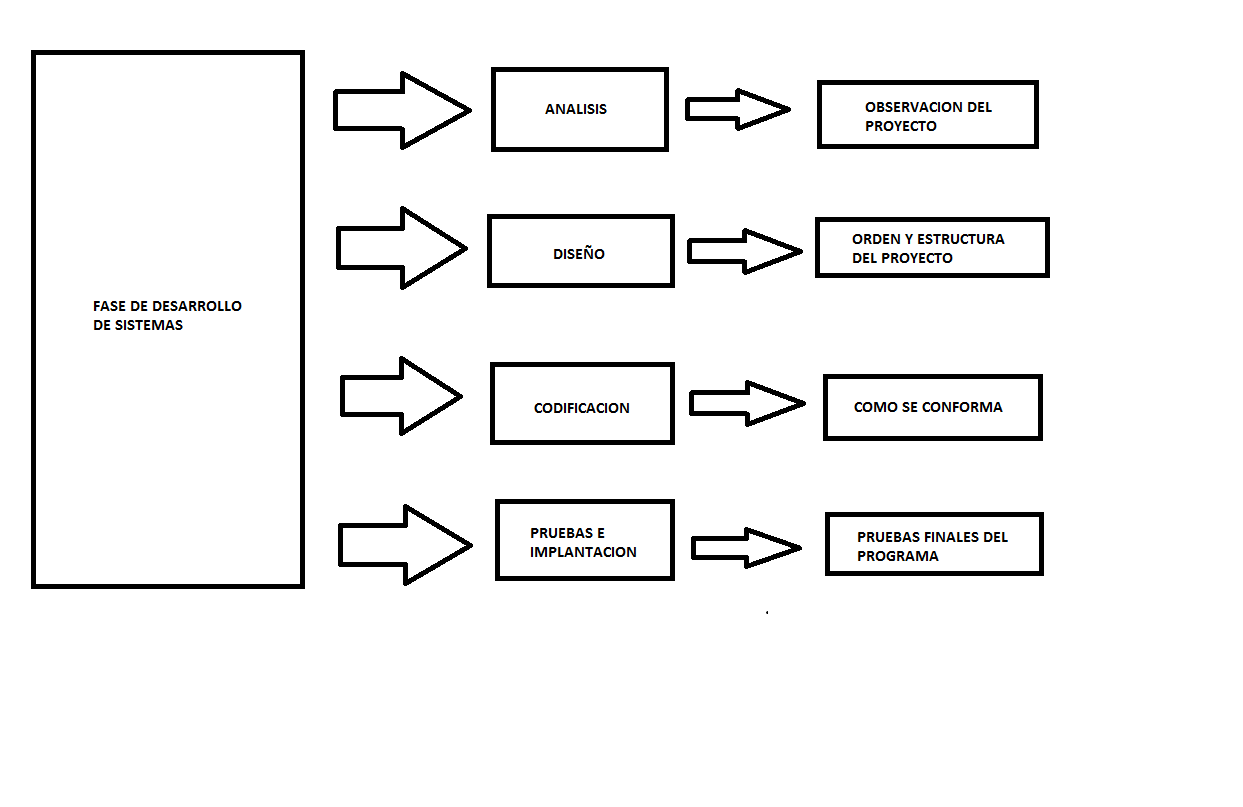 FASE DE DESARROLLO
DE SISTEMAS
ANALISIS
OBSERVACION DEL
PROYECTO
DISEÑO
ORDEN Y ESTRUCTURA
DEL PROYECTO
CODIFICACION
COMO SE CONFORMA
PRUEBAS E
IMPLANTACION
PRUEBAS FINALES DEL
PROGRAMA